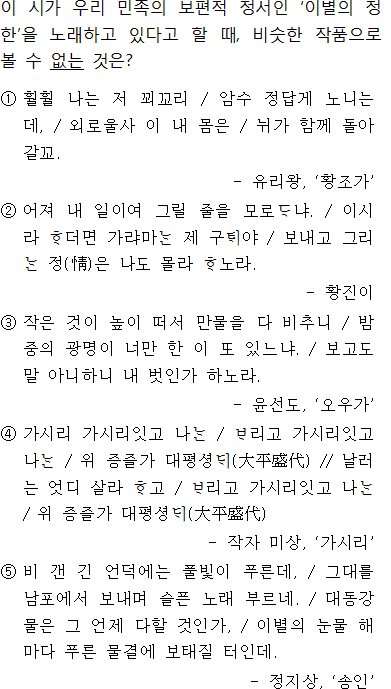 이 시가 우리 민족의 보편적 정서인 ‘이별의 정
한’을 노래하고 있다고 할 때, 비슷한 작품으로
볼 수 없는 것은?
① 훨훨 나는 저 꾀꼬리 / 암수 정답게 노니는
데, / 외로울사 이 내 몸은 / 뉘가 함께 돌아
갈꼬.
- 유리왕, ‘황조가’
② 어져 내 일이여 그릴 줄을 모로ᄃᆞ냐. / 이시
라 ᄒᆞ더면 가랴마ᄂᆞᆫ 제 구ᄐᆡ야 / 보내고 그리
ᄂᆞᆫ 정(情)은 나도 몰라 ᄒᆞ노라.
- 황진이
③ 작은 것이 높이 떠서 만물을 다 비추니 / 밤
중의 광명이 너만 한 이 또 있느냐. / 보고도
말 아니하니 내 벗인가 하노라.
- 윤선도, ‘오우가’
④ 가시리 가시리잇고 나ᄂᆞᆫ / ᄇᆞ리고 가시리잇고
나ᄂᆞᆫ / 위 증즐가 대평셩ᄃᆡ(大平盛代) // 날러
는 엇디 살라 ᄒᆞ고 / ᄇᆞ리고 가시리잇고 나ᄂᆞᆫ
/ 위 증즐가 대평셩ᄃᆡ(大平盛代)
- 작자 미상, ‘가시리’
⑤ 비 갠 긴 언덕에는 풀빛이 푸른데, / 그대를
남포에서 보내며 슬픈 노래 부르네. / 대동강
물은 그 언제 다할 것인가, / 이별의 눈물 해
마다 푸른 물결에 보태질 터인데.
- 정지상, ‘송인’